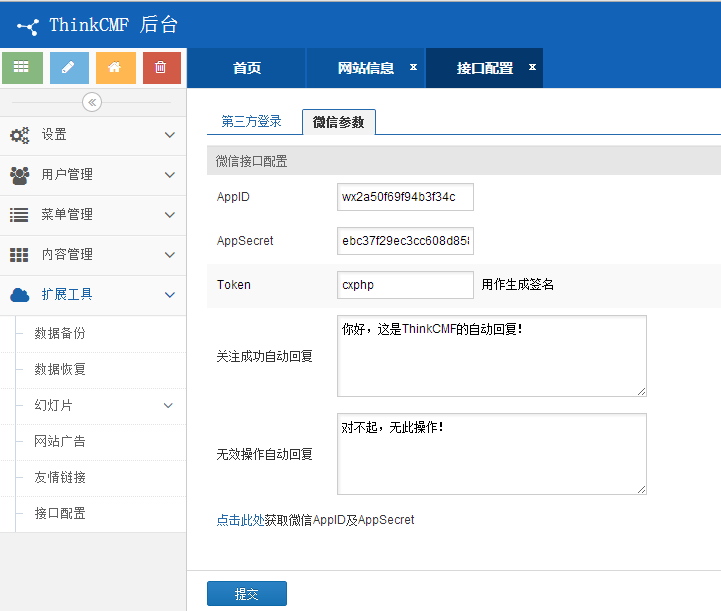 ThinkCMF 后台
首页
网站信息 x
接口配置 x
设置
用户管理
菜单管理
内容管理
扩展工具
数据备份
数据恢复
幻灯片
网站广告
友情链接
接口配置
第三方登录
微信参数
微信接口配置
AppID wx2a50f69f94b3f34c
AppSecret ebc37f29ec3cc608d858
Token cxphp 用作生成签名
关注成功自动回复 你好，这是ThinkCMF的自动回复！
无效操作自动回复 对不起，无此操作！
点击此处获取微信AppID及AppSecret
提交